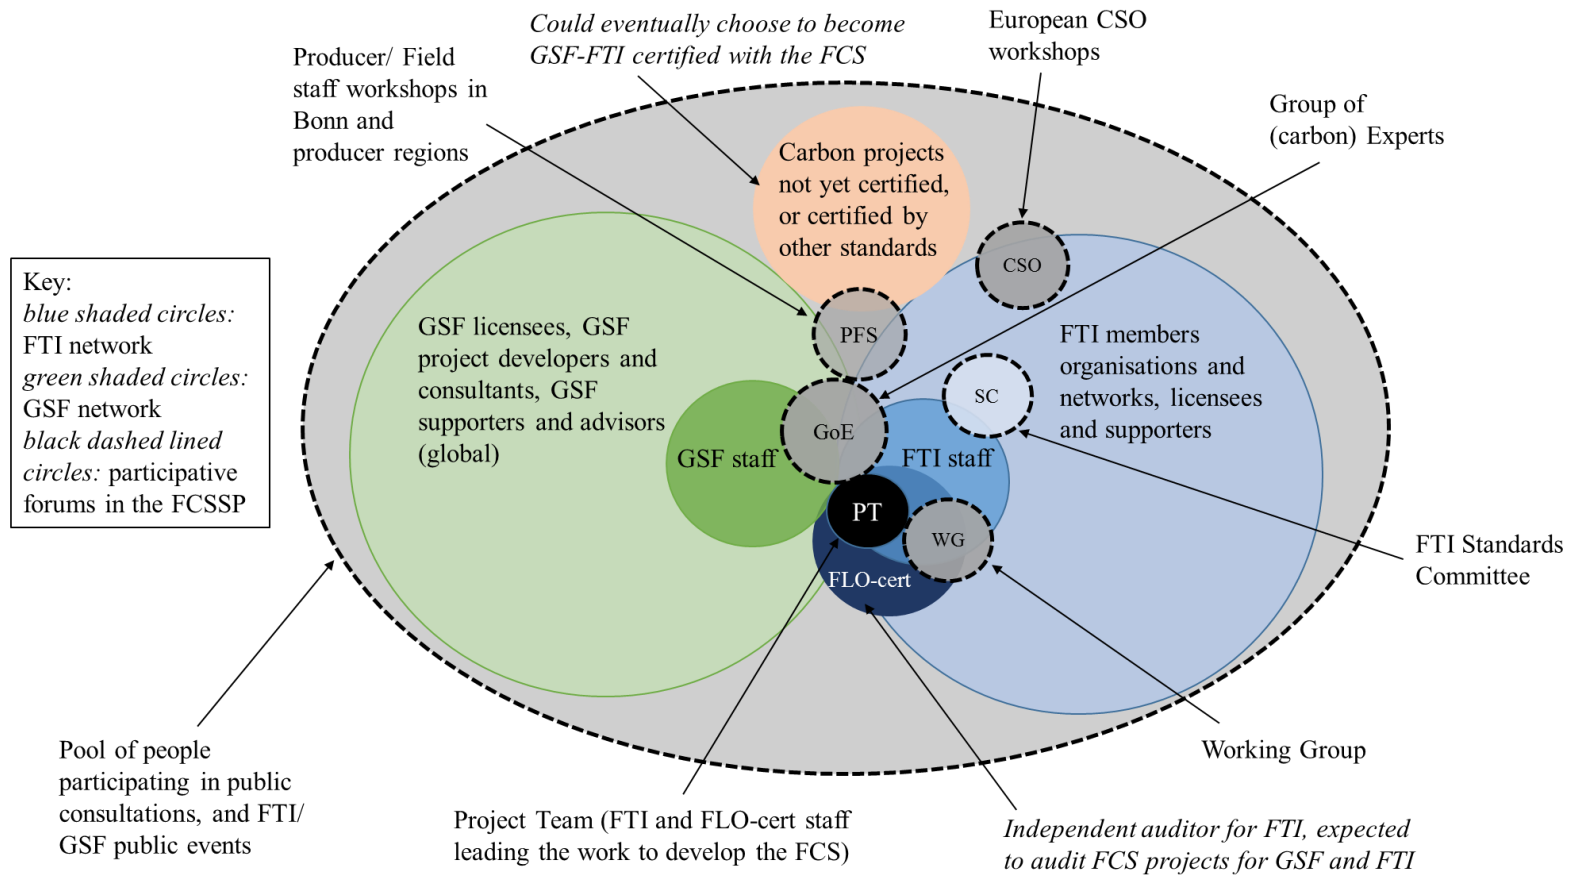 Could eventually choose to become
GSF-FTI certified with the FCS
European CSO
workshops
Producer/ Field
staff workshops in
Bonn and
producer regions
Group of
(carbon) Experts
Carbon projects
not yet certified,
or certified by
other standards
CSO
Key:
blue shaded circles:
FTI network
green shaded circles:
GSF network
black dashed lined
circles: participative
forums in the FCSSP
GSF licensees, GSF
project developers and
consultants, GSF
supporters and advisors
(global)
PFS
FTI members
organisations and
networks, licensees
and supporters
SC
GoE
GSF staff
FTI staff
PT
WG
FLO-cert
FTI Standards
Committee
Working Group
Pool of people
participating in public
consultations, and FTI/
GSF public events
Project Team (FTI and FLO-cert staff
leading the work to develop the FCS)
Independent auditor for FTI, expected
to audit FCS projects for GSF and FTI